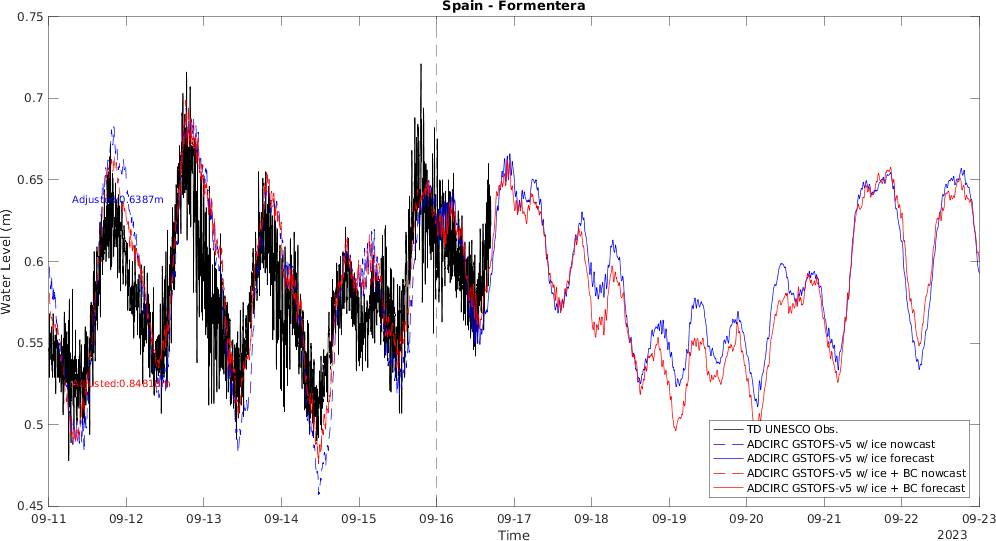 Spain - Formentera
0.75
0.7
0.65
0.6
0.55
0.5
0.45
Water Level (m)
Adjusted:0.6387m
TD UNESCO Obs.
ADCIRC GSTOFS-v5 w/ ice nowcast
ADCIRC GSTOFS-v5 w/ ice forecast
ADCIRC GSTOFS-v5 w/ ice + BC nowcast
ADCIRC GSTOFS-v5 w/ ice + BC forecast
09-11 09-12 09-13 09-14 09-15 09-16 09-17 09-18 09-19 09-20 09-21 09-22 09-23
Time
2023